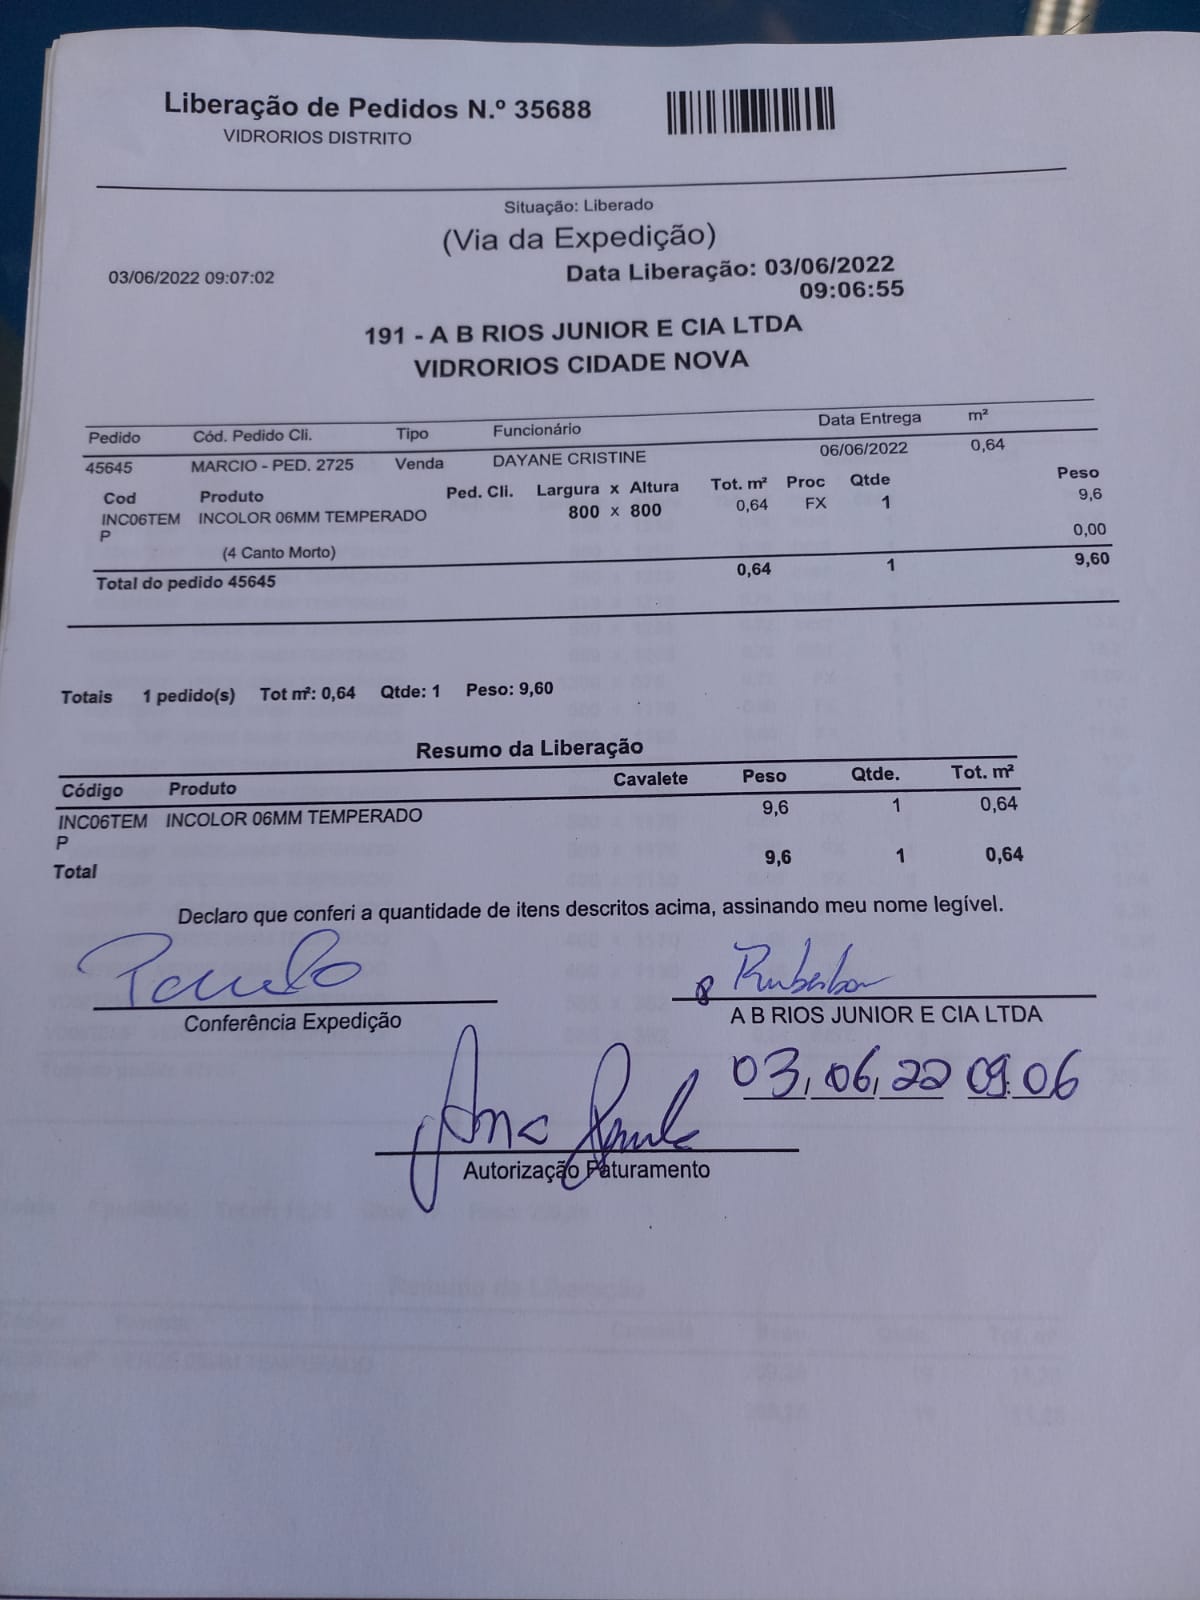 Liberação de Pedidos N.º 35688
VIDRORIOS DISTRITO
Situação: Liberado
(Via da Expedição)
03/06/2022 09:07:02 Data Liberação: 03/06/2022
09:06:55
191 - A B RIOS JUNIOR E CIA LTDA
VIDRORIOS CIDADE NOVA
Pedido Cód. Pedido Cli. Tipo Funcionário Data Entrega m²
45645 MARCIO - PED. 2725 Venda DAYANE CRISTINE 06/06/2022 0,64
Cod Produto Ped. Cli. Largura x Altura Tot. m² Proc Qtde Peso
INC06TEM INCOLOR 06MM TEMPERADO 800 x 800 0,64 FX 1 9,6
P
(4 Canto Morto) 0,00
Total do pedido 45645 0,64 1 9,60
Totais 1 pedido(s) Tot m²: 0,64 Qtde: 1 Peso: 9,60
Resumo da Liberação
Código Produto Cavalete Peso Qtde. Tot. m²
INC06TEM INCOLOR 06MM TEMPERADO 9,6 1 0,64
P
Total 9,6 1 0,64
Declaro que conferi a quantidade de itens descritos acima, assinando meu nome legível.
Paulo
Conferência Expedição A B RIOS JUNIOR E CIA LTDA
03/06/22 09:06
Ana Paula
Autorização Faturamento